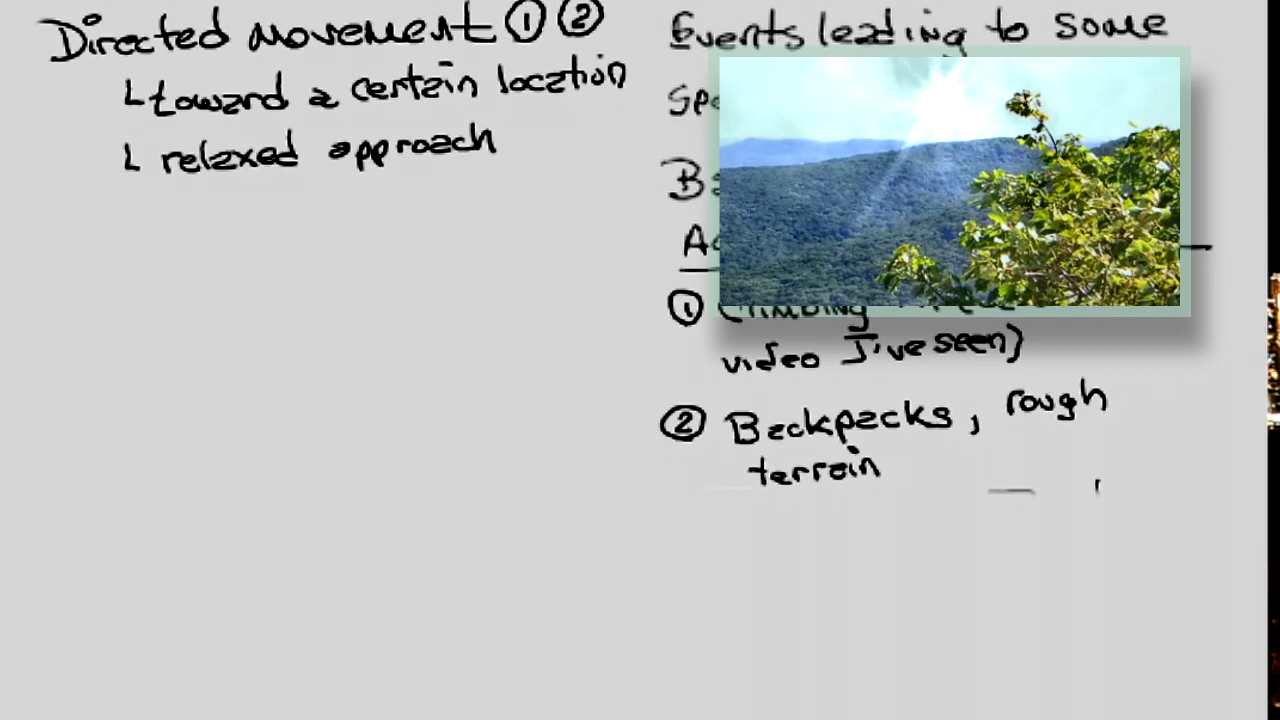 Directed movement ① ②
└ toward a certain location
└ relaxed approach
Events leading to some
① Climbing
video I've seen)
② Backpacks, rough
terrain